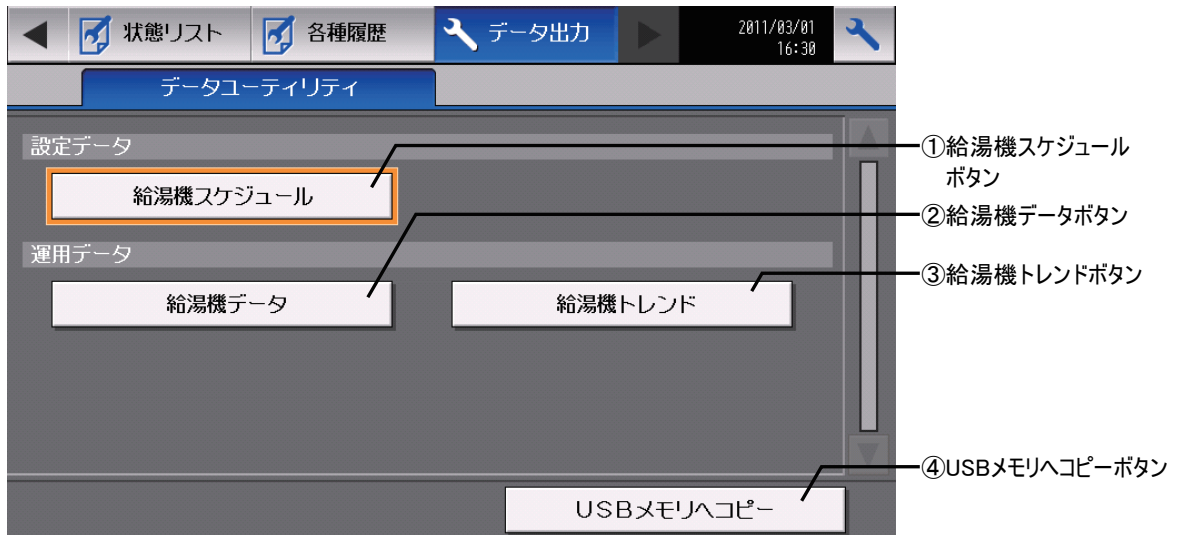 状態リスト 各種履歴 データ出力 2011/03/01
16:30
データユーティリティ
設定データ
給湯機スケジュール
運用データ
給湯機データ 給湯機トレンド
USBメモリへコピー
①給湯機スケジュール
ボタン
②給湯機データボタン
③給湯機トレンドボタン
④USBメモリへコピーボタン